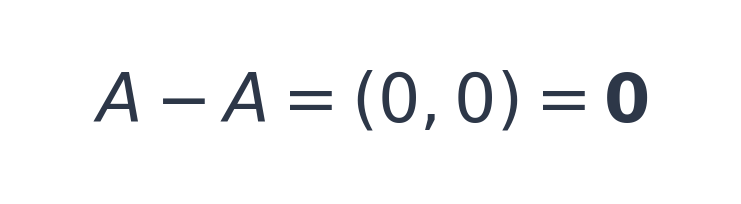 A − A = (0, 0) = 0